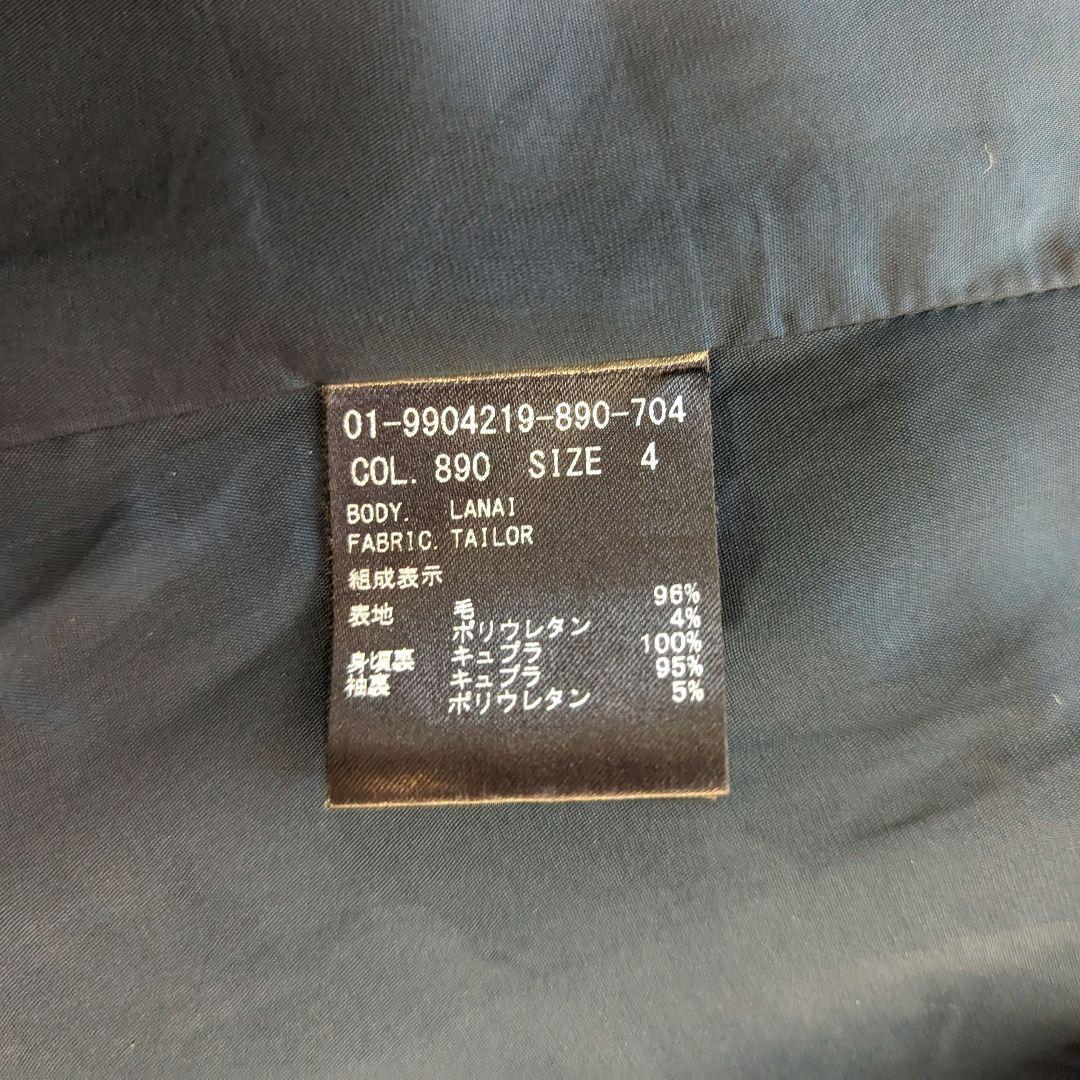 01-9904219-890-704
COL. 890 SIZE 4
BODY. LANAI
FABRIC. TAILOR
組成表示
表地 毛 96%
ポリウレタン 4%
身頃裏 キュプラ 100%
袖裏 キュプラ 95%
ポリウレタン 5%